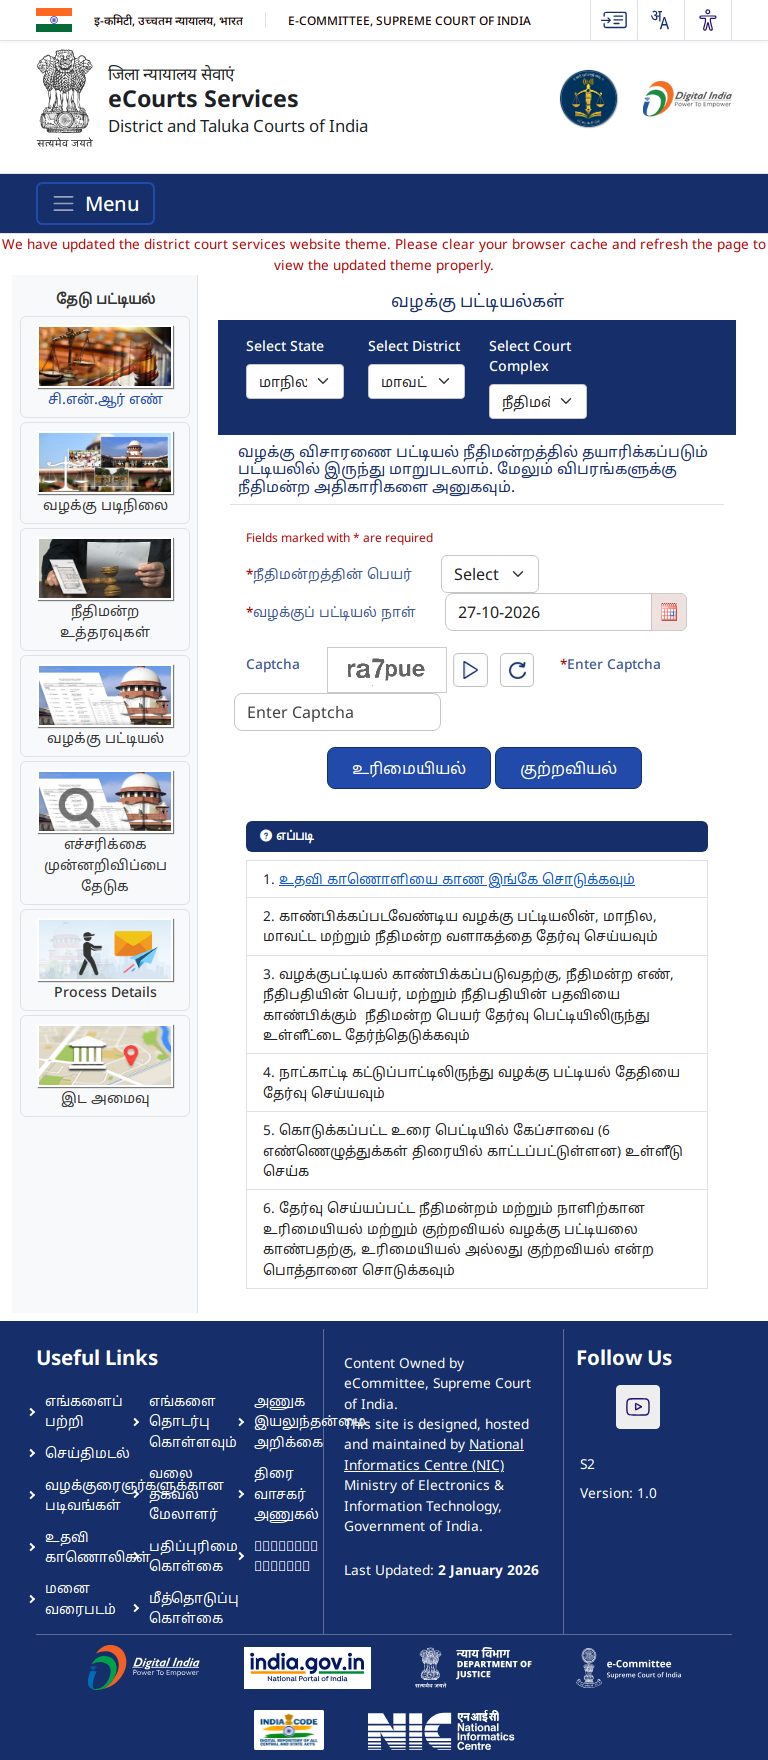 इ-कमिटी, उच्चतम न्यायालय, भारत
E-COMMITTEE, SUPREME COURT OF INDIA
अ A
जिला न्यायालय सेवाएं
eCourts Services
District and Taluka Courts of India
सत्यमेव जयते
Digital India
Power To Empower
Menu
We have updated the district court services website theme. Please clear your browser cache and refresh the page to
view the updated theme properly.
தேடு பட்டியல்
சி.என்.ஆர் எண்
வழக்கு படிநிலை
நீதிமன்ற
உத்தரவுகள்
வழக்கு பட்டியல்
எச்சரிக்கை
முன்னறிவிப்பை
தேடுக
Process Details
இட அமைவு
வழக்கு பட்டியல்கள்
Select State
Select District
Select Court
Complex
மாநில
மாவட்
நீதிமன்
வழக்கு விசாரணை பட்டியல் நீதிமன்றத்தில் தயாரிக்கப்படும்
பட்டியலில் இருந்து மாறுபடலாம். மேலும் விபரங்களுக்கு
நீதிமன்ற அதிகாரிகளை அனுகவும்.
Fields marked with * are required
*நீதிமன்றத்தின் பெயர்
Select
*வழக்குப் பட்டியல் நாள்
27-10-2026
Captcha
ra7pue
*Enter Captcha
Enter Captcha
உரிமையியல்
குற்றவியல்
எப்படி
1. உதவி காணொளியை காண இங்கே சொடுக்கவும்
2. காண்பிக்கப்படவேண்டிய வழக்கு பட்டியலின், மாநில,
மாவட்ட மற்றும் நீதிமன்ற வளாகத்தை தேர்வு செய்யவும்
3. வழக்குபட்டியல் காண்பிக்கப்படுவதற்கு, நீதிமன்ற எண்,
நீதிபதியின் பெயர், மற்றும் நீதிபதியின் பதவியை
காண்பிக்கும் நீதிமன்ற பெயர் தேர்வு பெட்டியிலிருந்து
உள்ளீட்டை தேர்ந்தெடுக்கவும்
4. நாட்காட்டி கட்டுப்பாட்டிலிருந்து வழக்கு பட்டியல் தேதியை
தேர்வு செய்யவும்
5. கொடுக்கப்பட்ட உரை பெட்டியில் கேப்சாவை (6
எண்ணெழுத்துக்கள் திரையில் காட்டப்பட்டுள்ளன) உள்ளீடு
செய்க
6. தேர்வு செய்யப்பட்ட நீதிமன்றம் மற்றும் நாளிற்கான
உரிமையியல் மற்றும் குற்றவியல் வழக்கு பட்டியலை
காண்பதற்கு, உரிமையியல் அல்லது குற்றவியல் என்ற
பொத்தானை சொடுக்கவும்
Useful Links
எங்களைப்
பற்றி
செய்திமடல்
வழக்குரைஞர்களுக்கான
படிவங்கள்
உதவி
காணொலிகள்
மனை
வரைபடம்
எங்களை
தொடர்பு
கொள்ளவும்
வலை
தகவல்
மேலாளர்
பதிப்புரிமை
கொள்கை
மீத்தொடுப்பு
கொள்கை
அணுக
இயலுந்தன்மை
அறிக்கை
திரை
வாசகர்
அணுகல்
Content Owned by
eCommittee, Supreme Court
of India.
This site is designed, hosted
and maintained by National
Informatics Centre (NIC)
Ministry of Electronics &
Information Technology,
Government of India.
Last Updated: 2 January 2026
Follow Us
S2
Version: 1.0
Digital India
Power To Empower
india.gov.in
National Portal of India
सत्यमेव जयते
न्याय विभाग
DEPARTMENT OF
JUSTICE
e-Committee
Supreme Court of India
INDIA CODE
DIGITAL REPOSITORY OF ALL
CENTRAL AND STATE ACTS
NIC
एनआईसी
National
Informatics
Centre